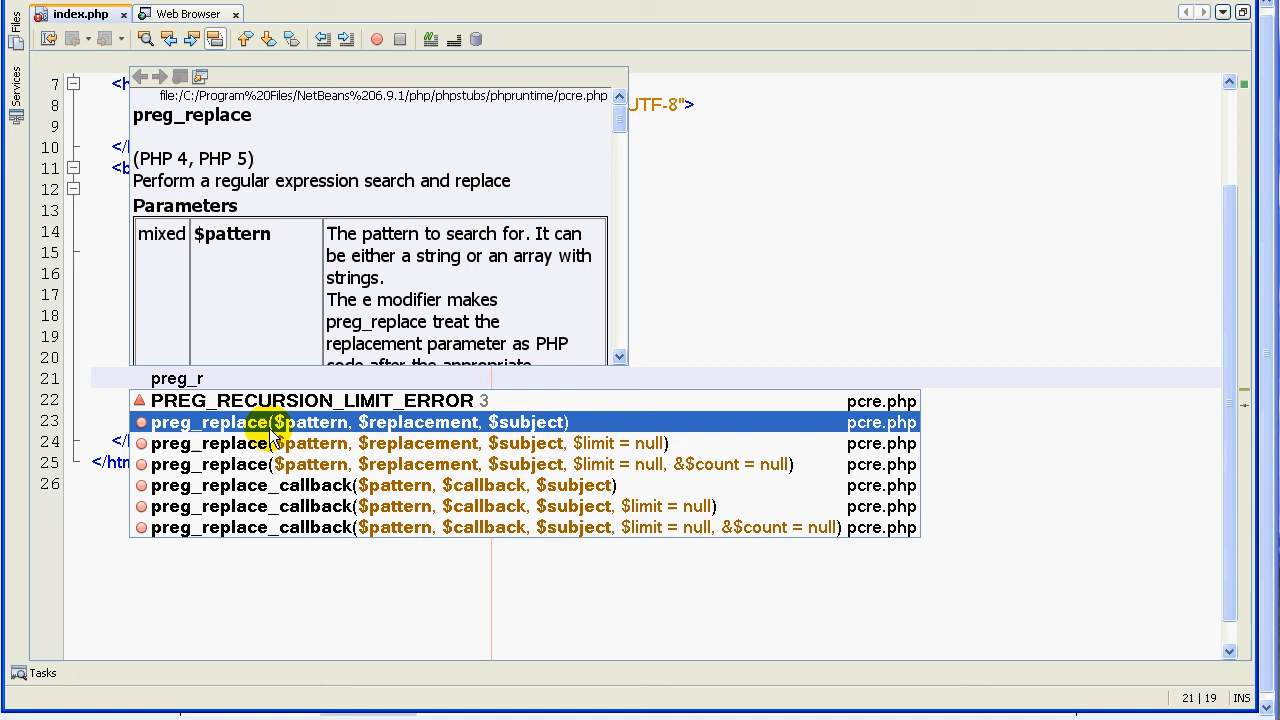 index.php
Web Browser
Files
Services
7 <h
8 UTF-8">
9
10 </
11 <b
12
13
14
15
16
17
18
19
20
21 preg_r
22
23
24 </
25 </htm
26
file:/C:/Program%20Files/NetBeans%206.9.1/php/phpstubs/phpruntime/pcre.php
preg_replace
(PHP 4, PHP 5)
Perform a regular expression search and replace
Parameters
mixed $pattern The pattern to search for. It can
be either a string or an array with
strings.
The e modifier makes
preg_replace treat the
replacement parameter as PHP
code after the appropriate
PREG_RECURSION_LIMIT_ERROR 3 pcre.php
preg_replace($pattern, $replacement, $subject) pcre.php
preg_replace($pattern, $replacement, $subject, $limit = null) pcre.php
preg_replace($pattern, $replacement, $subject, $limit = null, &$count = null) pcre.php
preg_replace_callback($pattern, $callback, $subject) pcre.php
preg_replace_callback($pattern, $callback, $subject, $limit = null) pcre.php
preg_replace_callback($pattern, $callback, $subject, $limit = null, &$count = null) pcre.php
Tasks
21 | 19 INS